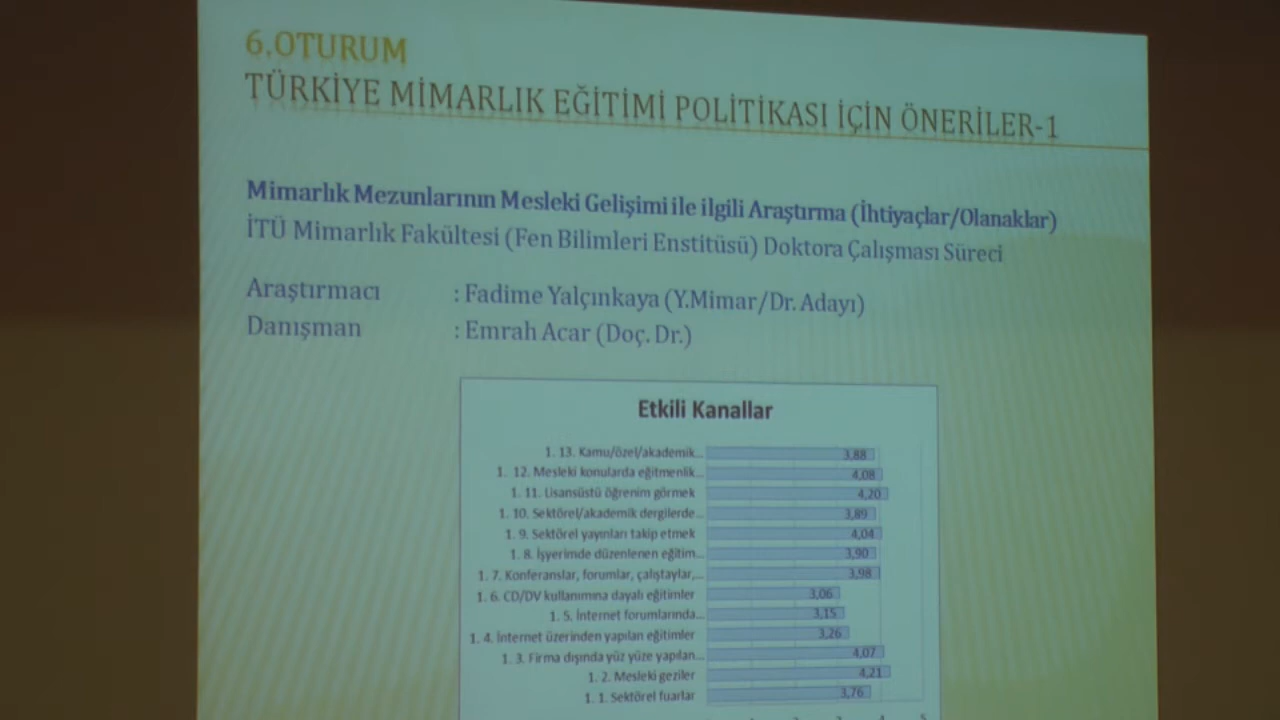 6.OTURUM
TÜRKİYE MİMARLIK EĞİTİMİ POLİTİKASI İÇİN ÖNERİLER-1
Mimarlık Mezunlarının Mesleki Gelişimi ile ilgili Araştırma (İhtiyaçlar/Olanaklar)
İTÜ Mimarlık Fakültesi (Fen Bilimleri Enstitüsü) Doktora Çalışması Süreci
Araştırmacı : Fadime Yalçınkaya (Y.Mimar/Dr. Adayı)
Danışman : Emrah Acar (Doç. Dr.)
Etkili Kanallar
1. 13. Kamu/özel/akademik... 3,88
1. 12. Mesleki konularda eğitmenlik... 4,08
1. 11. Lisansüstü öğrenim görmek 4,20
1. 10. Sektörel/akademik dergilerde... 3,89
1. 9. Sektörel yayınları takip etmek 4,04
1. 8. İşyerimde düzenlenen eğitim... 3,90
1. 7. Konferanslar, forumlar, çalıştaylar,... 3,98
1. 6. CD/DV kullanımına dayalı eğitimler 3,06
1. 5. İnternet forumlarında... 3,15
1. 4. İnternet üzerinden yapılan eğitimler 3,26
1. 3. Firma dışında yüz yüze yapılan... 4,07
1. 2. Mesleki geziler 4,21
1. 1. Sektörel fuarlar 3,76